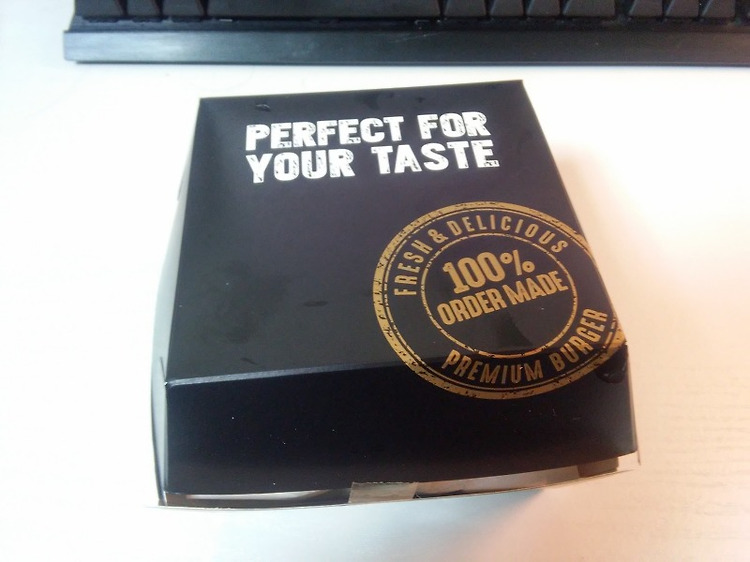 PERFECT FOR
YOUR TASTE
FRESH & DELICIOUS
100%
ORDER MADE
PREMIUM BURGER